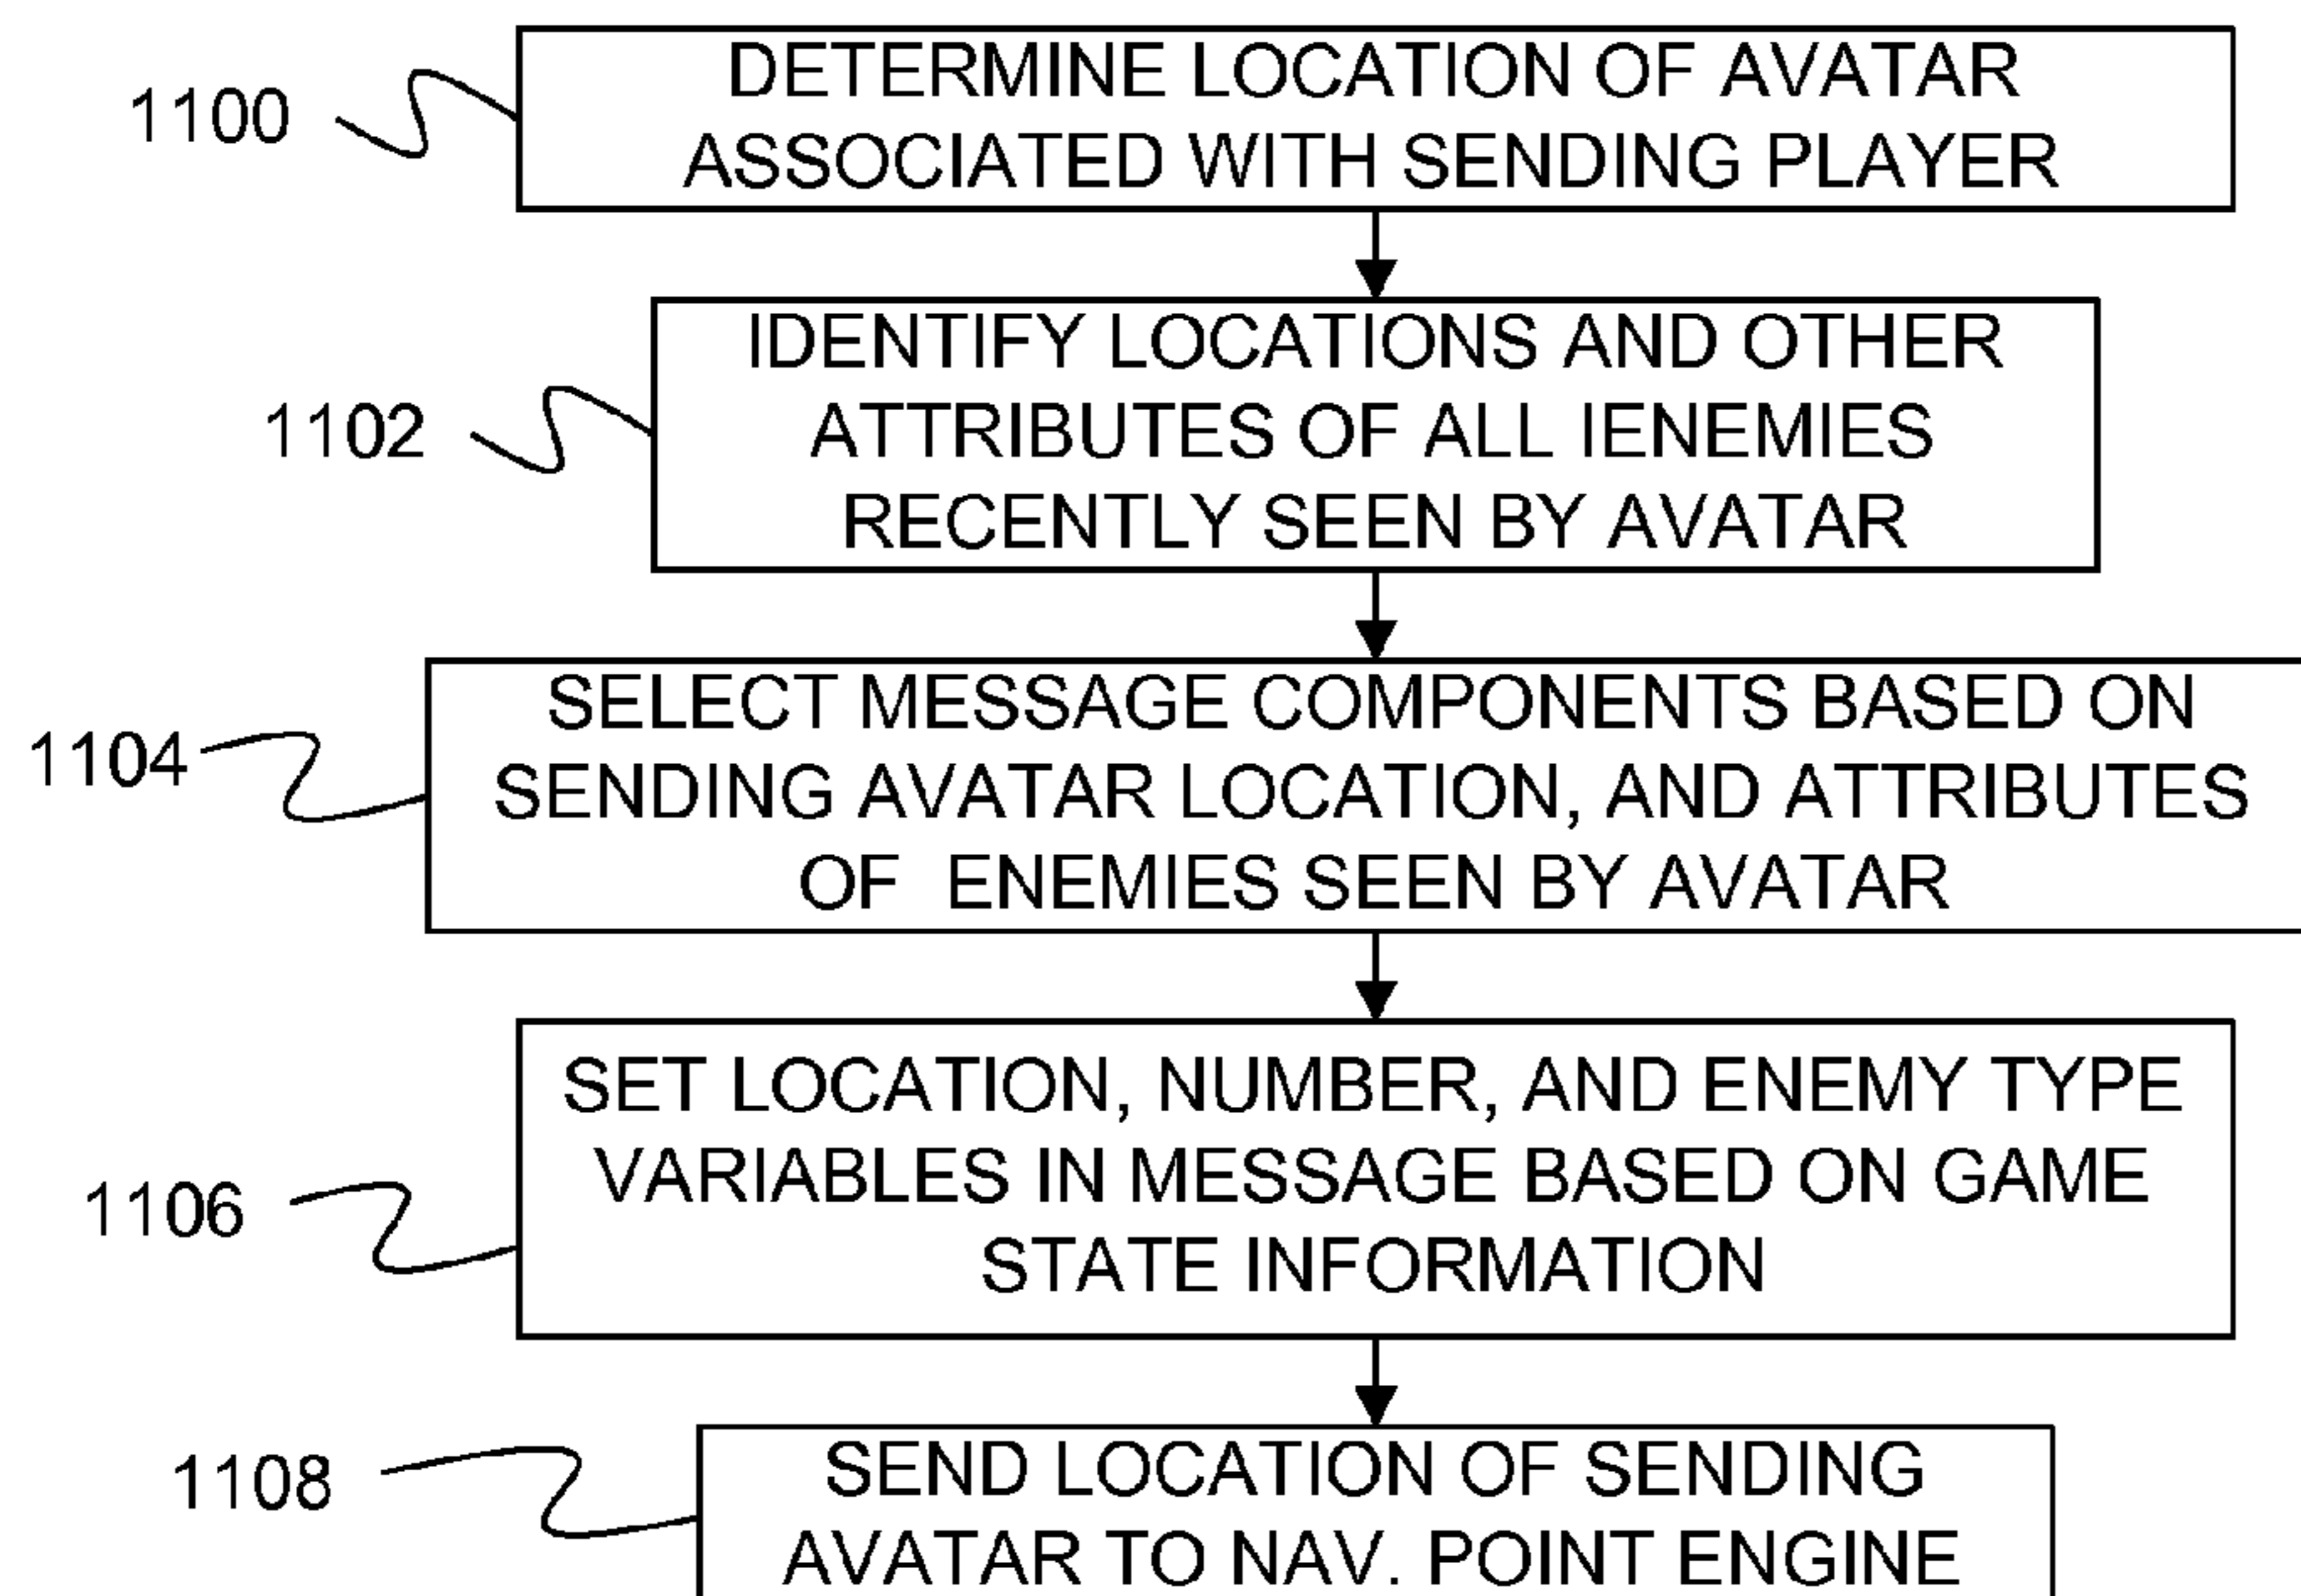 1100
DETERMINE LOCATION OF AVATAR
ASSOCIATED WITH SENDING PLAYER
1102
IDENTIFY LOCATIONS AND OTHER
ATTRIBUTES OF ALL IENEMIES
RECENTLY SEEN BY AVATAR
1104
SELECT MESSAGE COMPONENTS BASED ON
SENDING AVATAR LOCATION, AND ATTRIBUTES
OF ENEMIES SEEN BY AVATAR
1106
SET LOCATION, NUMBER, AND ENEMY TYPE
VARIABLES IN MESSAGE BASED ON GAME
STATE INFORMATION
1108
SEND LOCATION OF SENDING
AVATAR TO NAV. POINT ENGINE